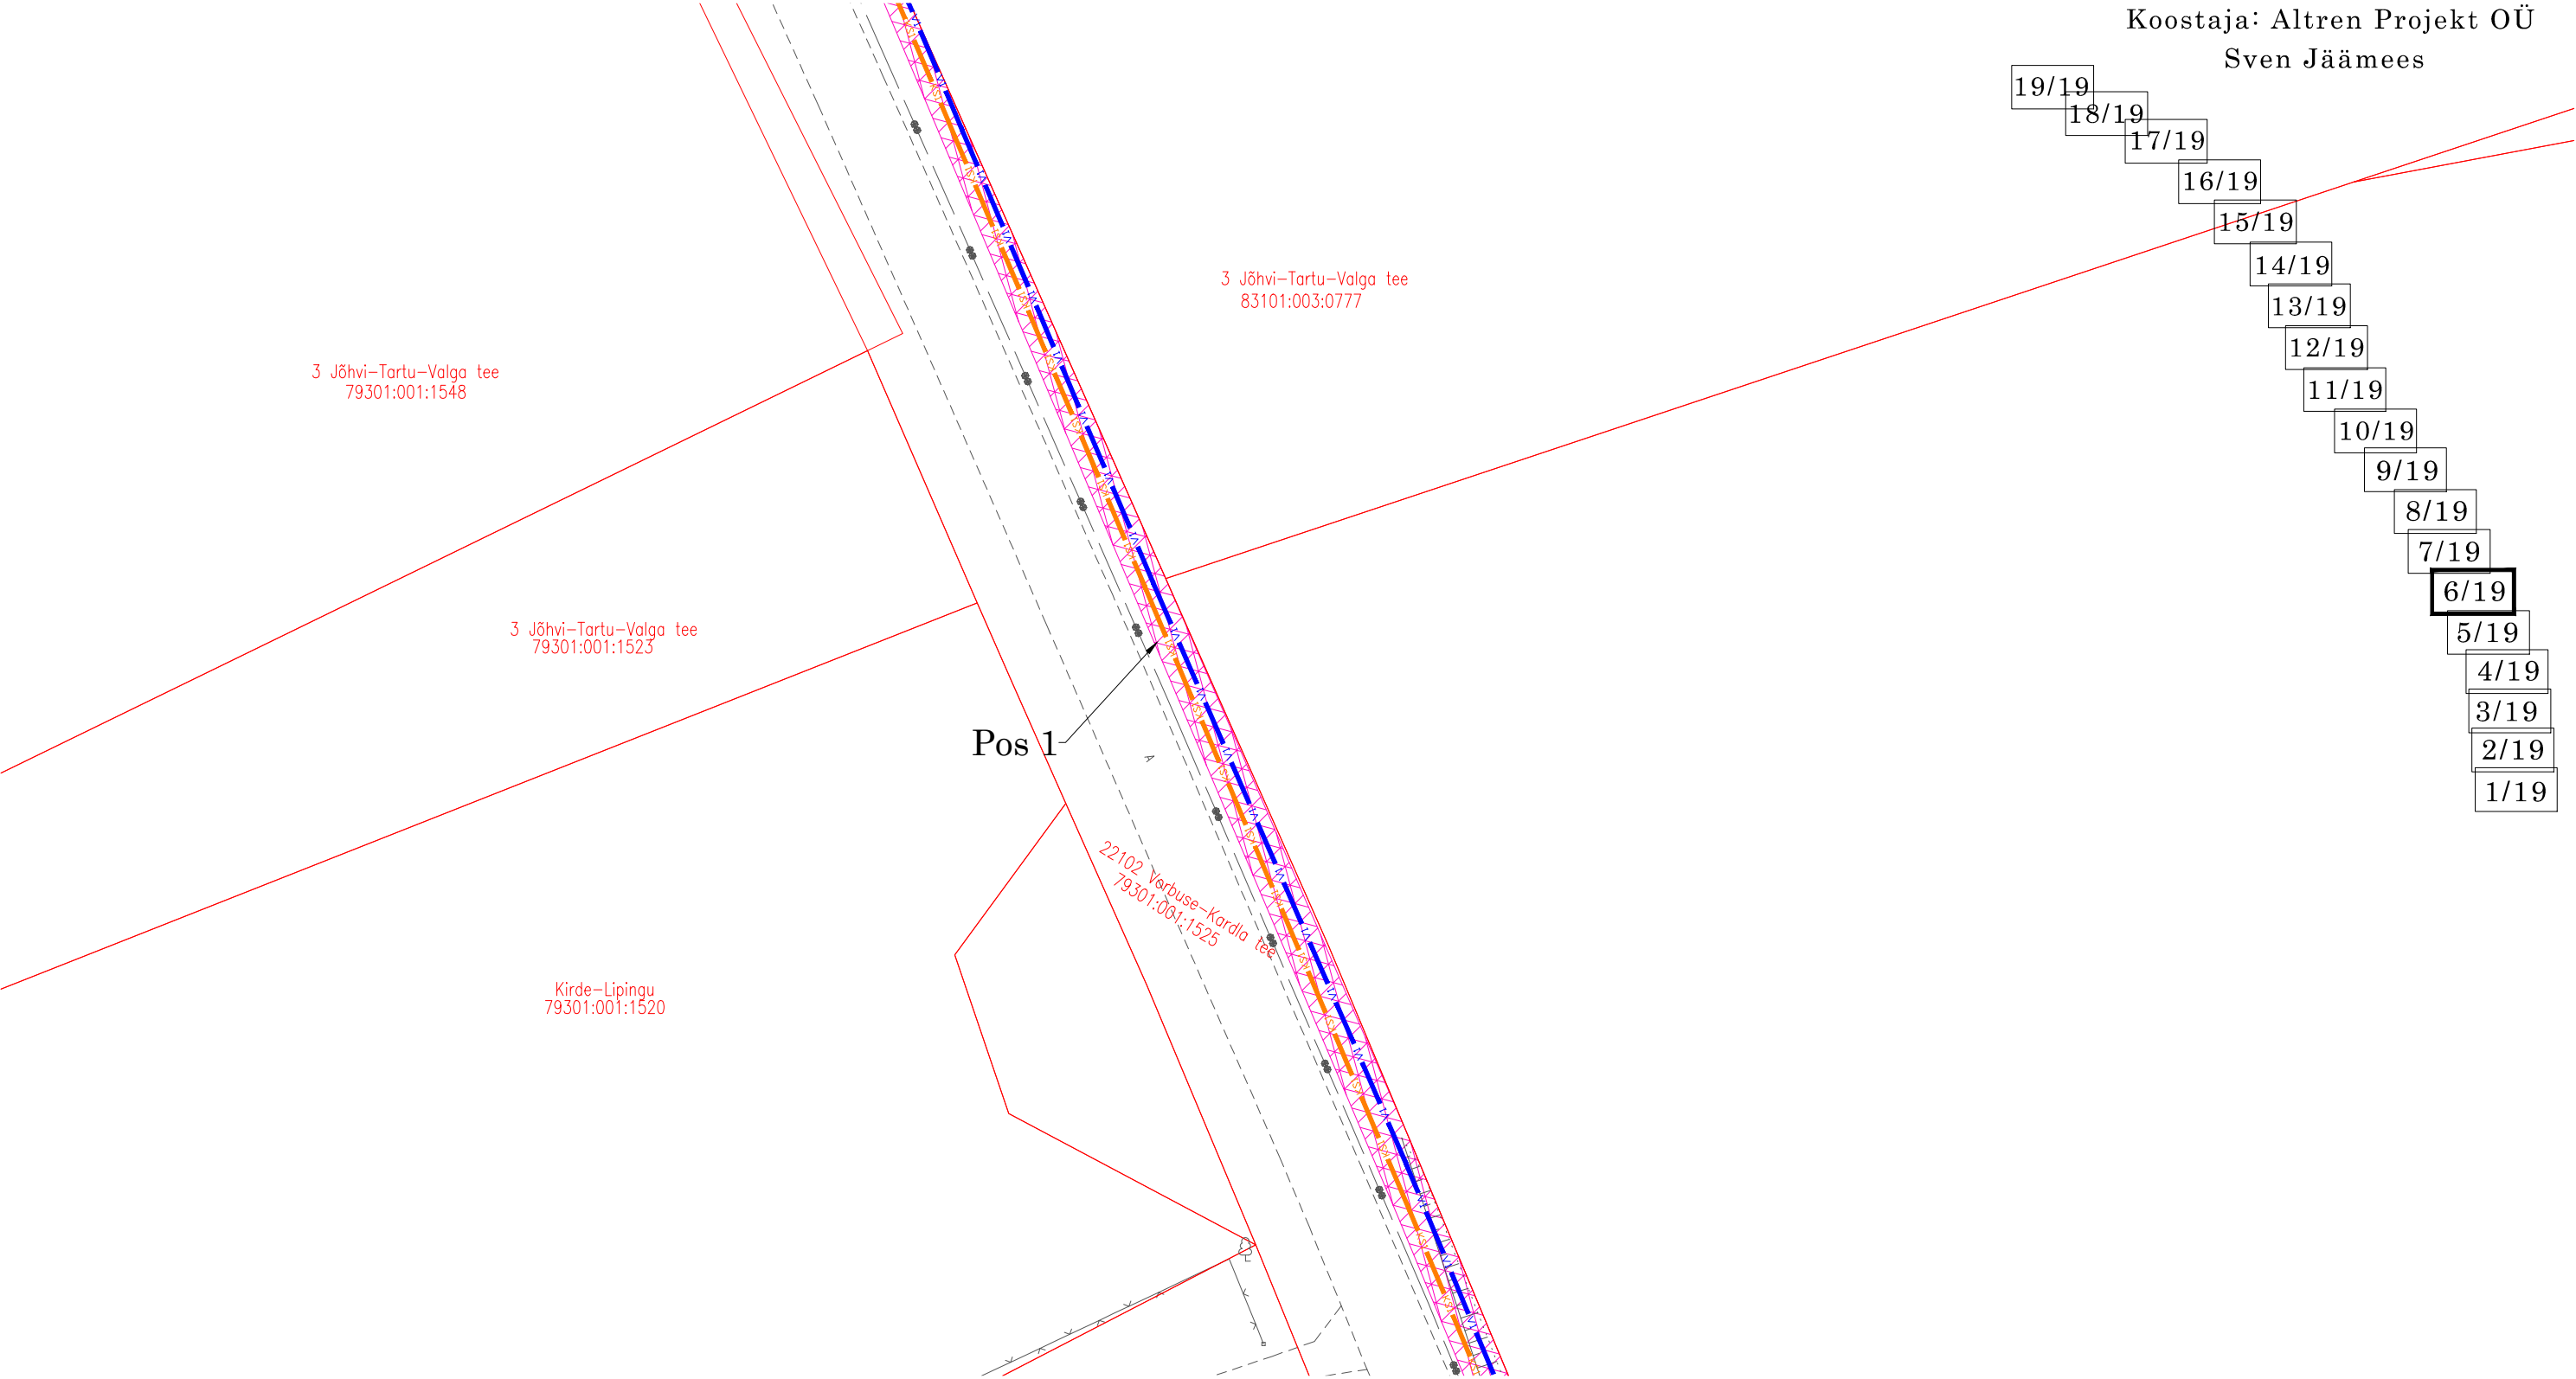 Koostaja: Altren Projekt OÜ
Sven Jäämees
19/19
18/19
17/19
16/19
15/19
14/19
13/19
12/19
11/19
10/19
9/19
8/19
7/19
6/19
5/19
4/19
3/19
2/19
1/19
3 Jõhvi-Tartu-Valga tee
83101:003:0777
3 Jõhvi-Tartu-Valga tee
79301:001:1548
3 Jõhvi-Tartu-Valga tee
79301:001:1523
Pos 1
A
22102 Vorbuse-Kardla tee
79301:001:1525
Kirde-Lipingu
79301:001:1520